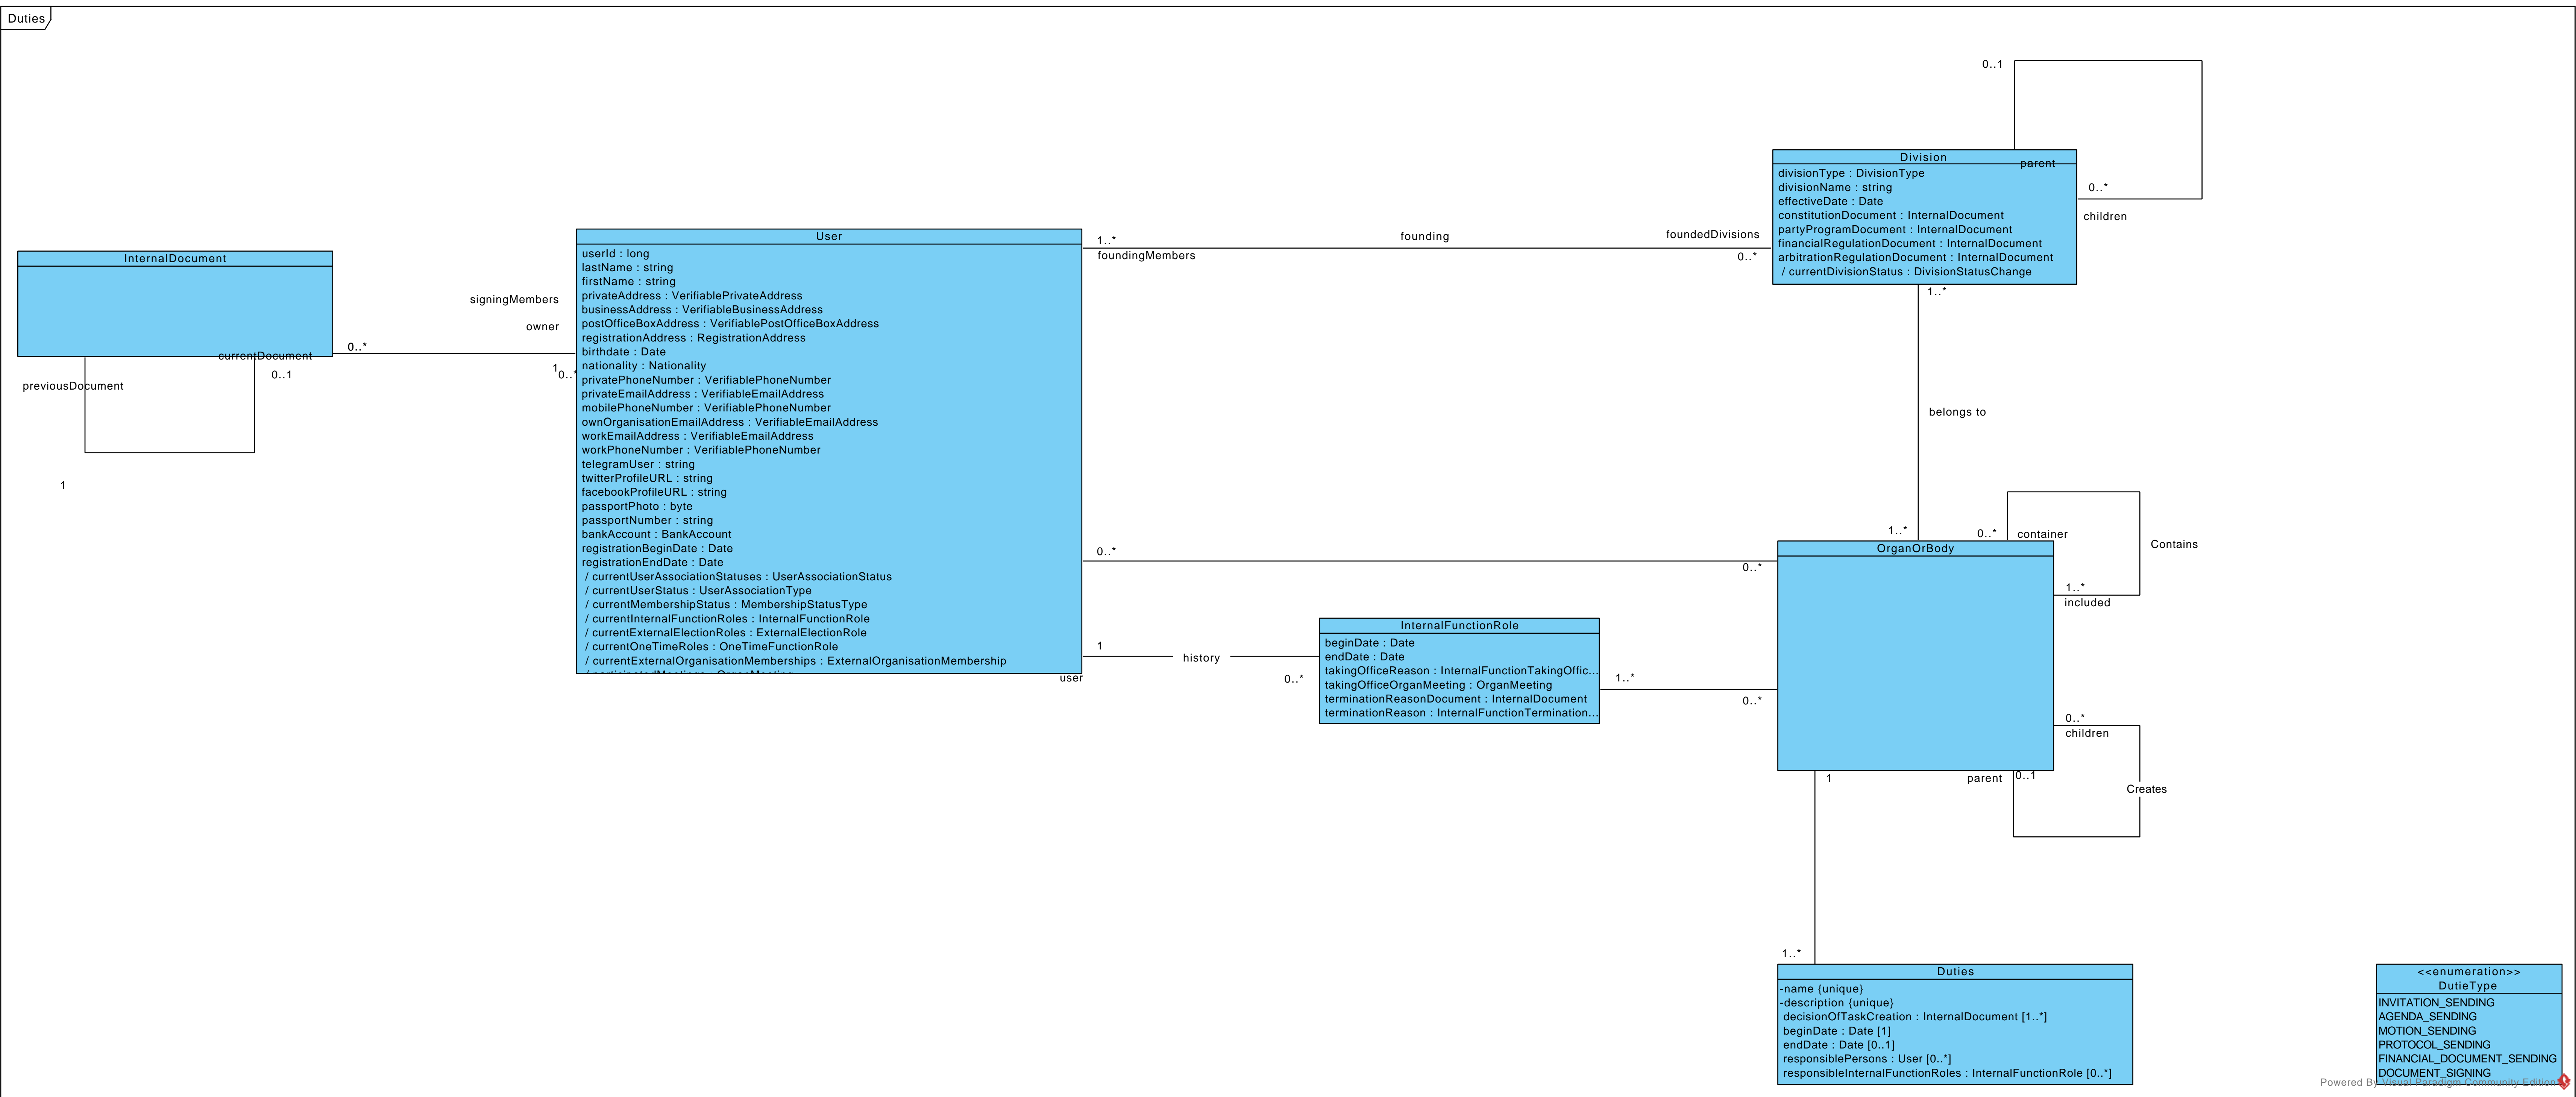 Duties
0..1
Division
parent
divisionType : DivisionType
divisionName : string
effectiveDate : Date
constitutionDocument : InternalDocument
partyProgramDocument : InternalDocument
financialRegulationDocument : InternalDocument
arbitrationRegulationDocument : InternalDocument
/ currentDivisionStatus : DivisionStatusChange
0..*
children
1..*
foundingMembers
founding
foundedDivisions
0..*
InternalDocument
currentDocument
0..1
previousDocument
1
0..*
signingMembers
owner
1
0..*
User
userId : long
lastName : string
firstName : string
privateAddress : VerifiablePrivateAddress
businessAddress : VerifiableBusinessAddress
postOfficeBoxAddress : VerifiablePostOfficeBoxAddress
registrationAddress : RegistrationAddress
birthdate : Date
nationality : Nationality
privatePhoneNumber : VerifiablePhoneNumber
privateEmailAddress : VerifiableEmailAddress
mobilePhoneNumber : VerifiablePhoneNumber
ownOrganisationEmailAddress : VerifiableEmailAddress
workEmailAddress : VerifiableEmailAddress
workPhoneNumber : VerifiablePhoneNumber
telegramUser : string
twitterProfileURL : string
facebookProfileURL : string
passportPhoto : byte
passportNumber : string
bankAccount : BankAccount
registrationBeginDate : Date
registrationEndDate : Date
/ currentUserAssociationStatuses : UserAssociationStatus
/ currentUserStatus : UserAssociationType
/ currentMembershipStatus : MembershipStatusType
/ currentInternalFunctionRoles : InternalFunctionRole
/ currentExternalElectionRoles : ExternalElectionRole
/ currentOneTimeRoles : OneTimeFunctionRole
/ currentExternalOrganisationMemberships : ExternalOrganisationMembership
1..*
belongs to
1..*
0..*
container
Contains
1..*
included
OrganOrBody
0..*
0..*
1
user
history
0..*
InternalFunctionRole
beginDate : Date
endDate : Date
takingOfficeReason : InternalFunctionTakingOffic...
takingOfficeOrganMeeting : OrganMeeting
terminationReasonDocument : InternalDocument
terminationReason : InternalFunctionTermination...
1..*
0..*
0..*
children
parent
0..1
Creates
1
1..*
Duties
-name {unique}
-description {unique}
decisionOfTaskCreation : InternalDocument [1..*]
beginDate : Date [1]
endDate : Date [0..1]
responsiblePersons : User [0..*]
responsibleInternalFunctionRoles : InternalFunctionRole [0..*]
<<enumeration>>
DutieType
INVITATION_SENDING
AGENDA_SENDING
MOTION_SENDING
PROTOCOL_SENDING
FINANCIAL_DOCUMENT_SENDING
DOCUMENT_SIGNING
Powered By Visual Paradigm Community Edition